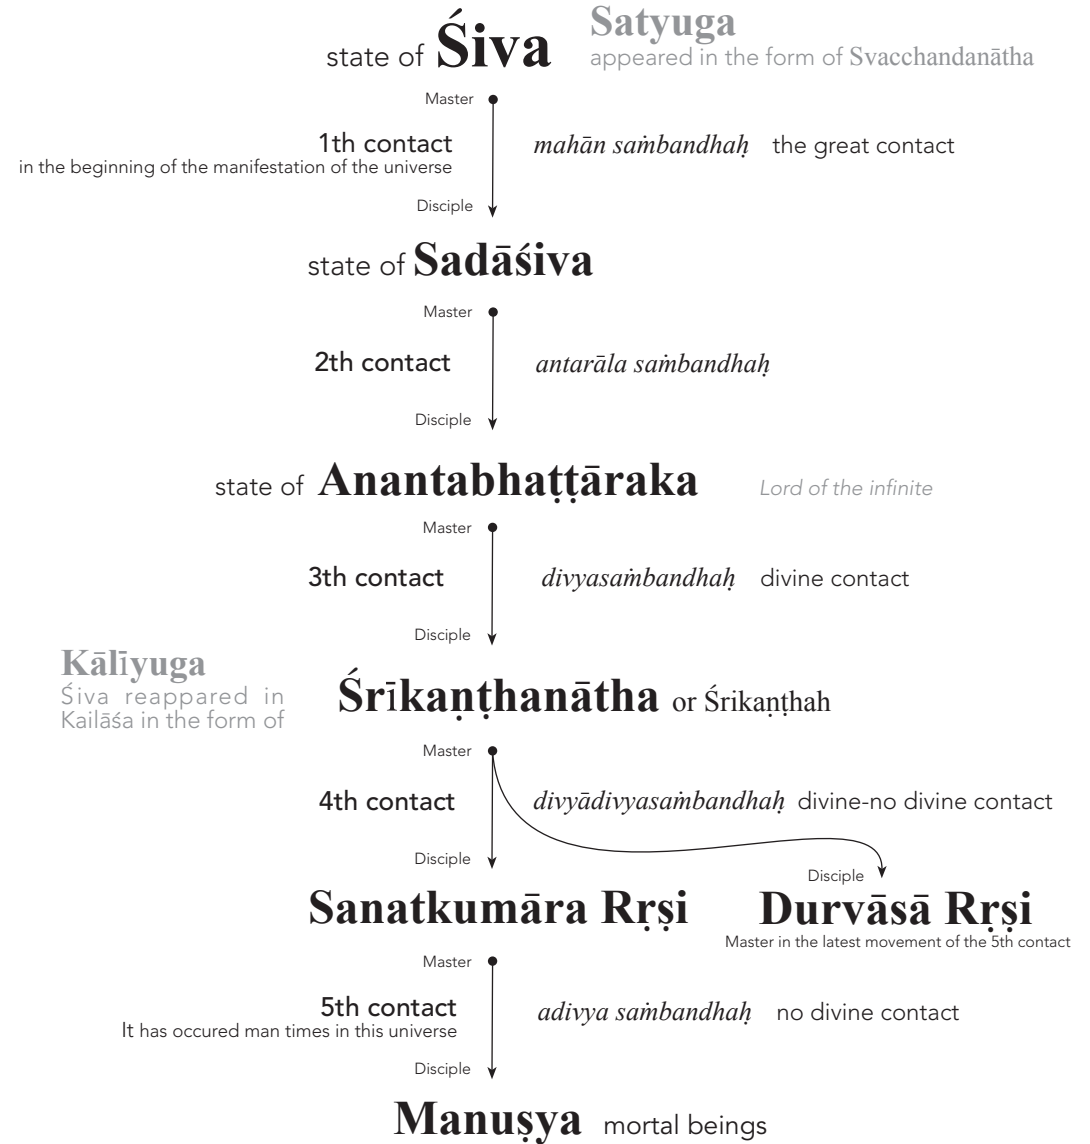 state of Śiva
Satyuga
appeared in the form of Svacchandanātha
Master
1th contact
in the beginning of the manifestation of the universe
mahān saṁbandhaḥ the great contact
Disciple
state of Sadāśiva
Master
2th contact
antarāla saṁbandhaḥ
Disciple
state of Anantabhaṭṭāraka
Lord of the infinite
Master
3th contact
divyasaṁbandhaḥ divine contact
Disciple
Kālīyuga
Śiva reappared in
Kailāśa in the form of
Śrīkaṇṭhanātha or Śrikaṇṭhah
Master
4th contact
divyādivyasaṁbandhaḥ divine-no divine contact
Disciple
Sanatkumāra Rṛṣi
Disciple
Durvāsā Rṛṣi
Master in the latest movement of the 5th contact
Master
5th contact
It has occured man times in this universe
adivya saṁbandhaḥ no divine contact
Disciple
Manuṣya mortal beings